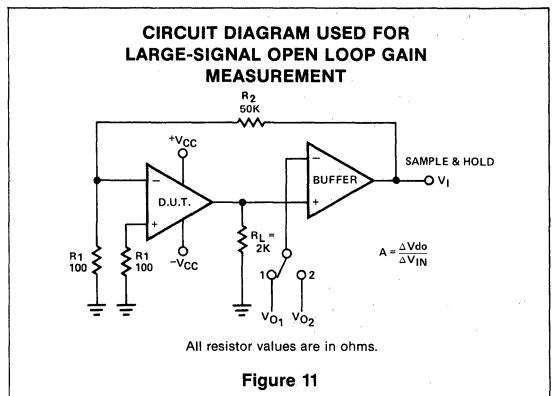 CIRCUIT DIAGRAM USED FOR
LARGE-SIGNAL OPEN LOOP GAIN
MEASUREMENT
R2
50K
+VCC
SAMPLE & HOLD
−
BUFFER
VI
−
D.U.T.
+
+
RL =
2K
A = ΔVdo
ΔVIN
R1
100
R1
100
−VCC
1
2
VO1
VO2
All resistor values are in ohms.
Figure 11